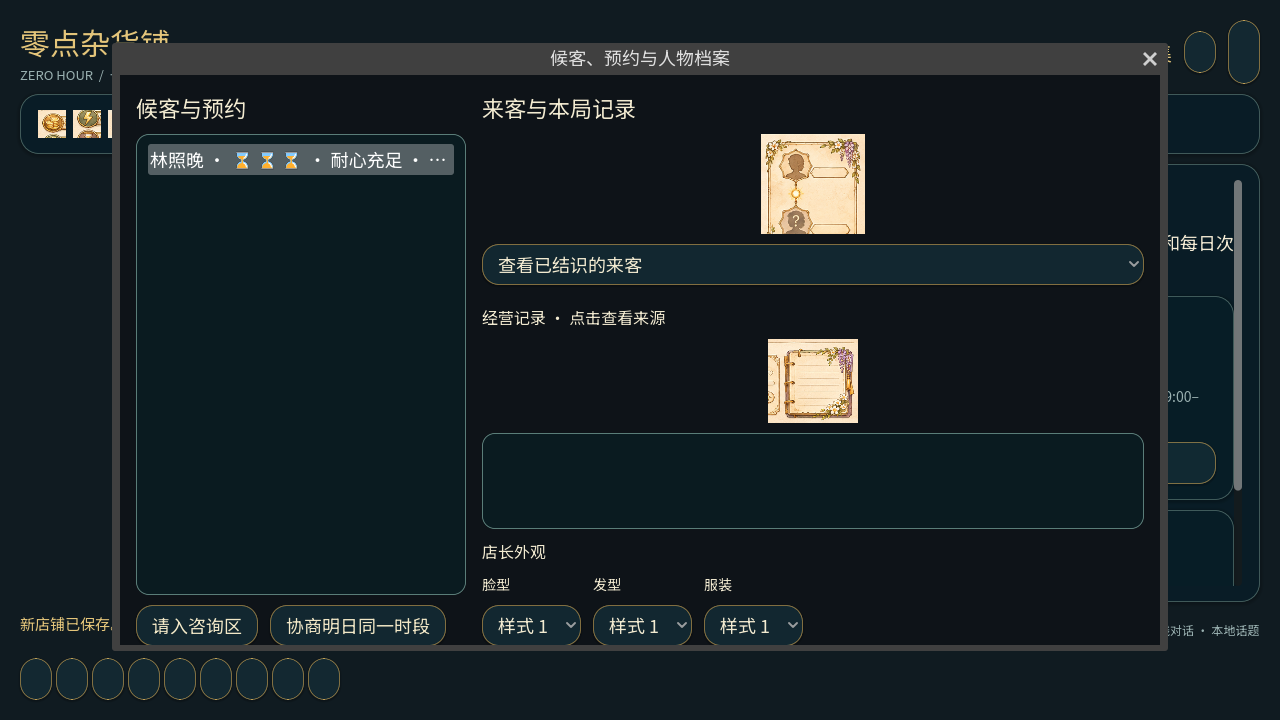 零点杂货铺
ZERO HOUR /
候客、预约与人物档案
候客与预约
林照晚 · ⏳⏳⏳ · 耐心充足 · …
请入咨询区
协商明日同一时段
来客与本局记录
?
查看已结识的来客
经营记录 · 点击查看来源
店长外观
脸型
发型
服装
样式 1
样式 1
样式 1
和每日次
9:00–
新店铺已保存
对话 · 本地话题